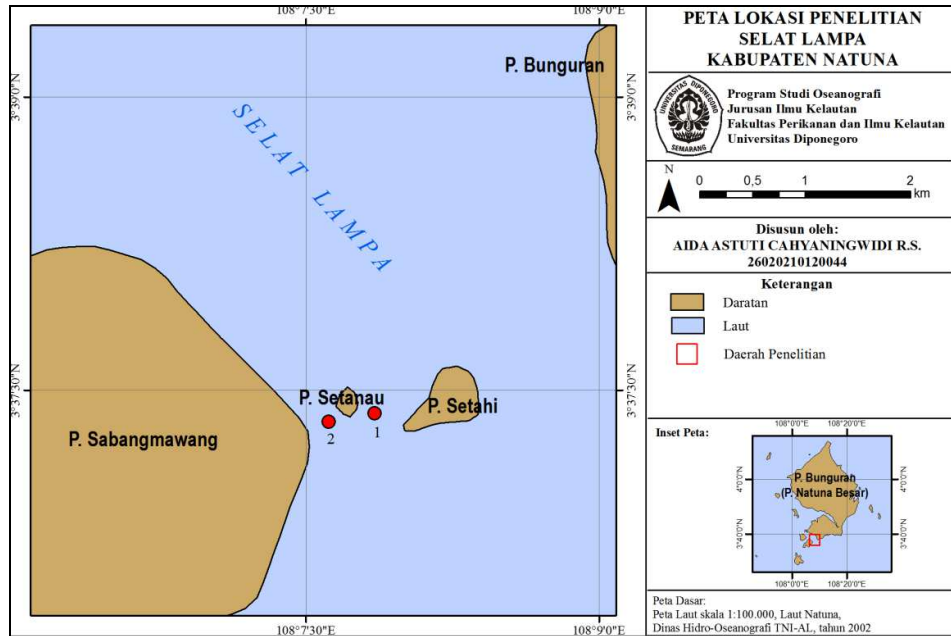 108°7'30"E
108°9'0"E
3°39'0"N
3°39'0"N
P. Bunguran
SELAT LAMPA
3°37'30"N
3°37'30"N
P. Setanau
P. Setahi
P. Sabangmawang
2
1
108°7'30"E
108°9'0"E
PETA LOKASI PENELITIAN
SELAT LAMPA
KABUPATEN NATUNA
UNIVERSITAS DIPONEGORO
SEMARANG
Program Studi Oseanografi
Jurusan Ilmu Kelautan
Fakultas Perikanan dan Ilmu Kelautan
Universitas Diponegoro
N
0 0,5 1 2
km
Disusun oleh:
AIDA ASTUTI CAHYANINGWIDI R.S.
26020210120044
Keterangan
Daratan
Laut
Daerah Penelitian
Inset Peta:
108°0'0"E 108°20'0"E
4°0'0"N
4°0'0"N
P. Bunguran
(P. Natuna Besar)
3°40'0"N
3°40'0"N
108°0'0"E 108°20'0"E
Peta Dasar:
Peta Laut skala 1:100.000, Laut Natuna,
Dinas Hidro-Oseanografi TNI-AL, tahun 2002